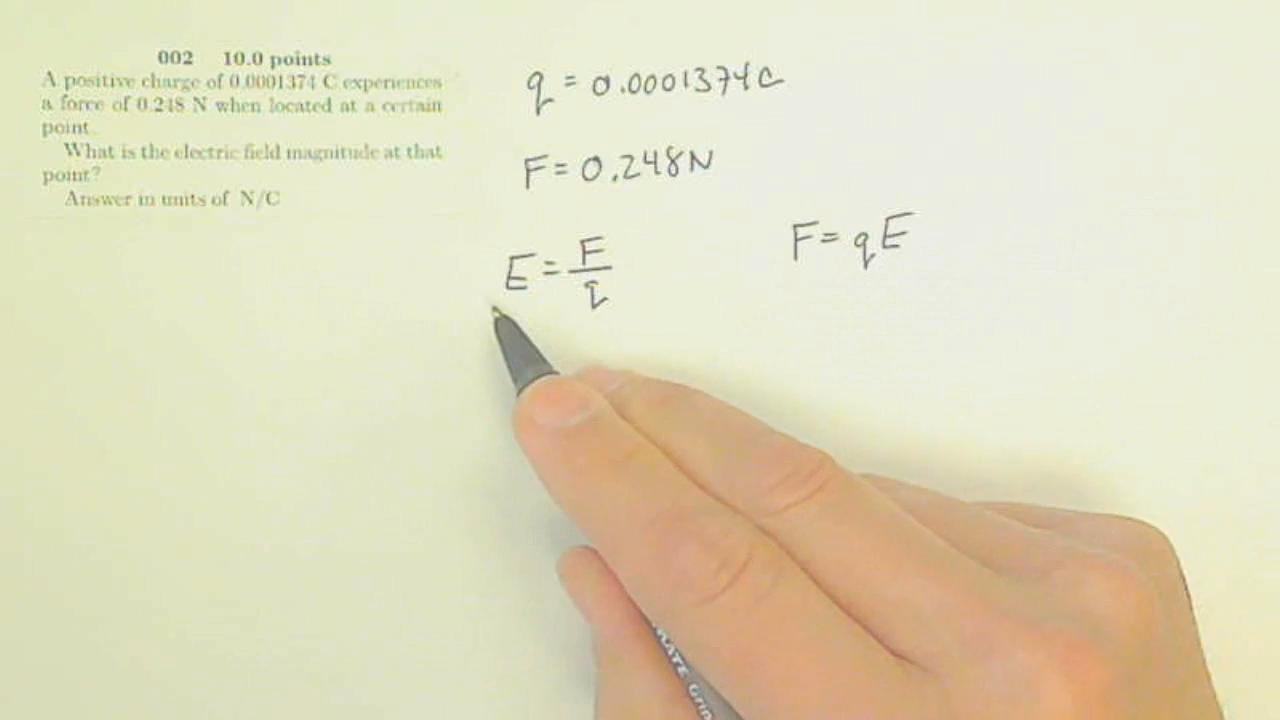 002 10.0 points
A positive charge of 0.0001374 C experiences
a force of 0.248 N when located at a certain
point.
What is the electric field magnitude at that
point?
Answer in units of N/C
q = 0.0001374C
F = 0.248N
E = F/q
F = qE